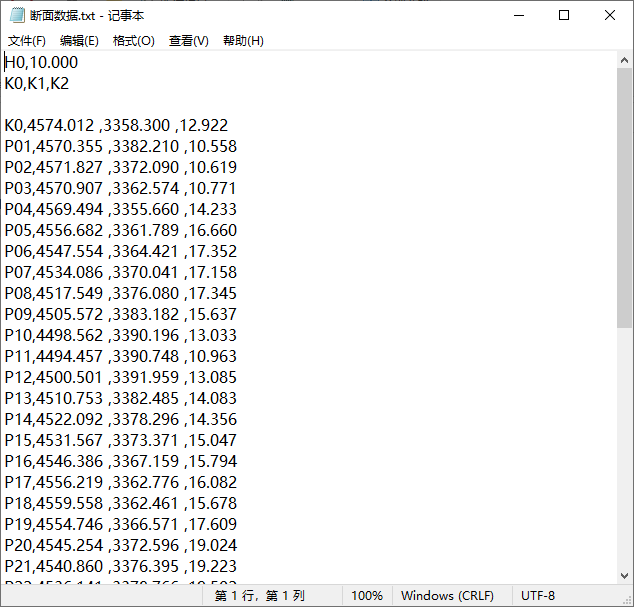 断面数据.txt - 记事本
文件(F) 编辑(E) 格式(O) 查看(V) 帮助(H)
H0,10.000
K0,K1,K2
K0,4574.012 ,3358.300 ,12.922
P01,4570.355 ,3382.210 ,10.558
P02,4571.827 ,3372.090 ,10.619
P03,4570.907 ,3362.574 ,10.771
P04,4569.494 ,3355.660 ,14.233
P05,4556.682 ,3361.789 ,16.660
P06,4547.554 ,3364.421 ,17.352
P07,4534.086 ,3370.041 ,17.158
P08,4517.549 ,3376.080 ,17.345
P09,4505.572 ,3383.182 ,15.637
P10,4498.562 ,3390.196 ,13.033
P11,4494.457 ,3390.748 ,10.963
P12,4500.501 ,3391.959 ,13.085
P13,4510.753 ,3382.485 ,14.083
P14,4522.092 ,3378.296 ,14.356
P15,4531.567 ,3373.371 ,15.047
P16,4546.386 ,3367.159 ,15.794
P17,4556.219 ,3362.776 ,16.082
P18,4559.558 ,3362.461 ,15.678
P19,4554.746 ,3366.571 ,17.609
P20,4545.254 ,3372.596 ,19.024
P21,4540.860 ,3376.395 ,19.223
第 1 行，第 1 列 100% Windows (CRLF) UTF-8